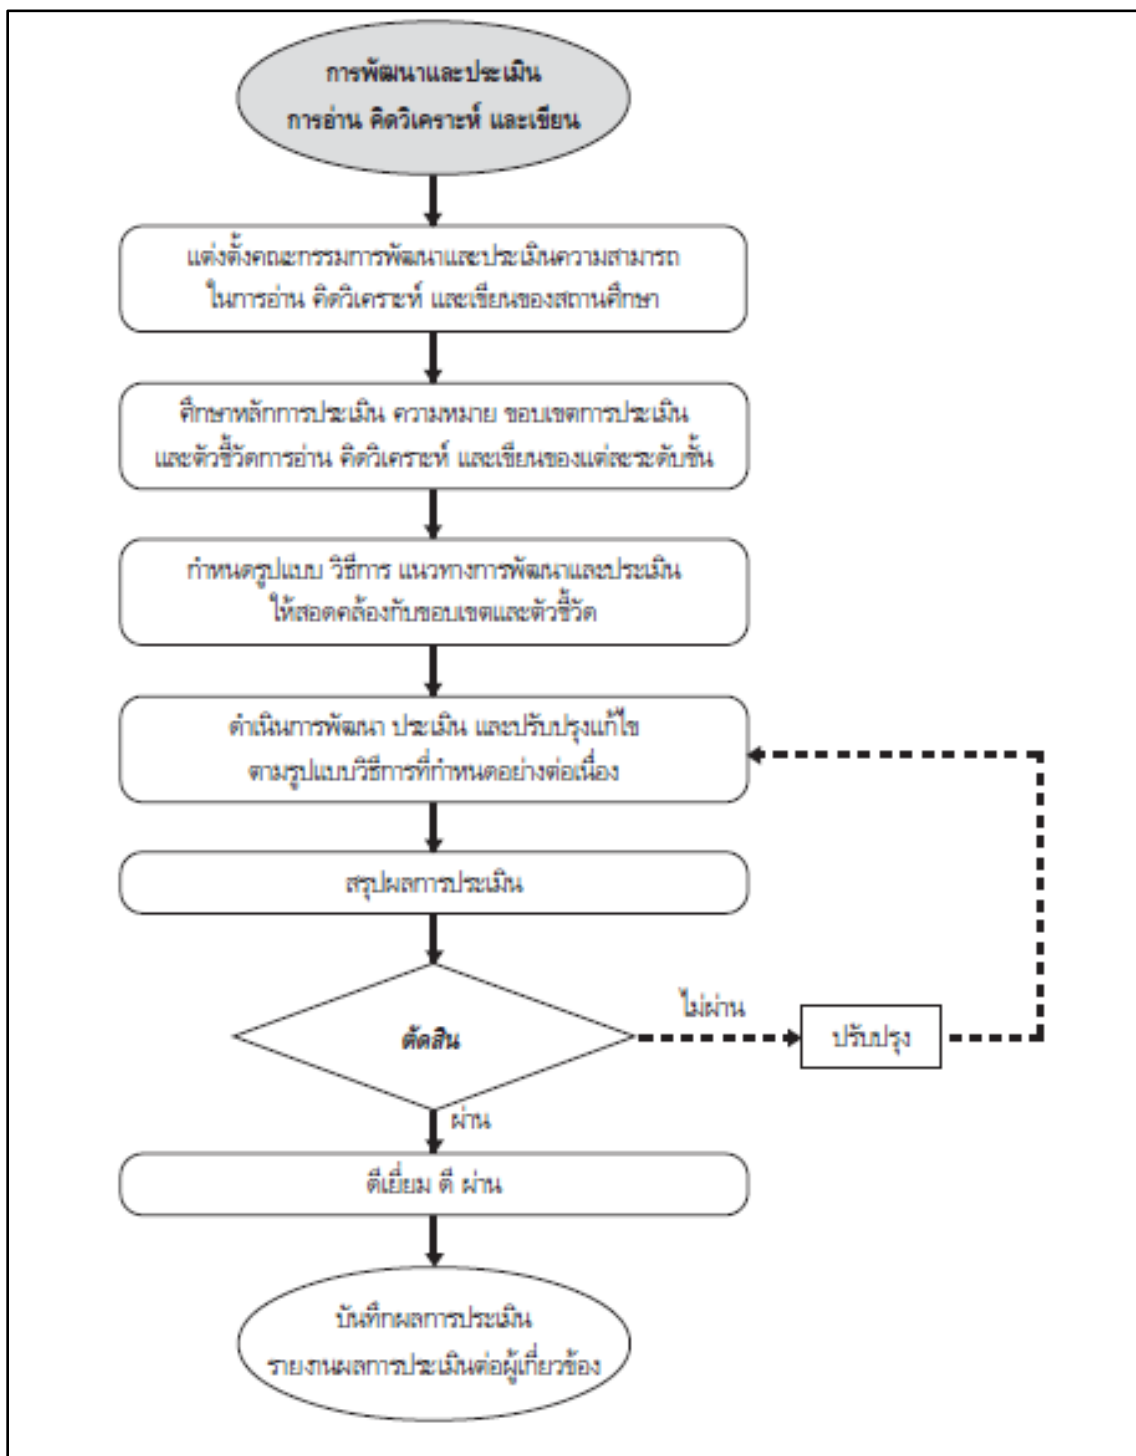 การพัฒนาและประเมิน
การอ่าน คิดวิเคราะห์ และเขียน
แต่งตั้งคณะกรรมการพัฒนาและประเมินความสามารถ
ในการอ่าน คิดวิเคราะห์ และเขียนของสถานศึกษา
ศึกษาหลักการประเมิน ความหมาย ขอบเขตการประเมิน
และตัวชี้วัดการอ่าน คิดวิเคราะห์ และเขียนของแต่ละระดับชั้น
กำหนดรูปแบบ วิธีการ แนวทางการพัฒนาและประเมิน
ให้สอดคล้องกับขอบเขตและตัวชี้วัด
ดำเนินการพัฒนา ประเมิน และปรับปรุงแก้ไข
ตามรูปแบบวิธีการที่กำหนดอย่างต่อเนื่อง
สรุปผลการประเมิน
ตัดสิน
ไม่ผ่าน
ปรับปรุง
ผ่าน
ดีเยี่ยม ดี ผ่าน
บันทึกผลการประเมิน
รายงานผลการประเมินต่อผู้เกี่ยวข้อง